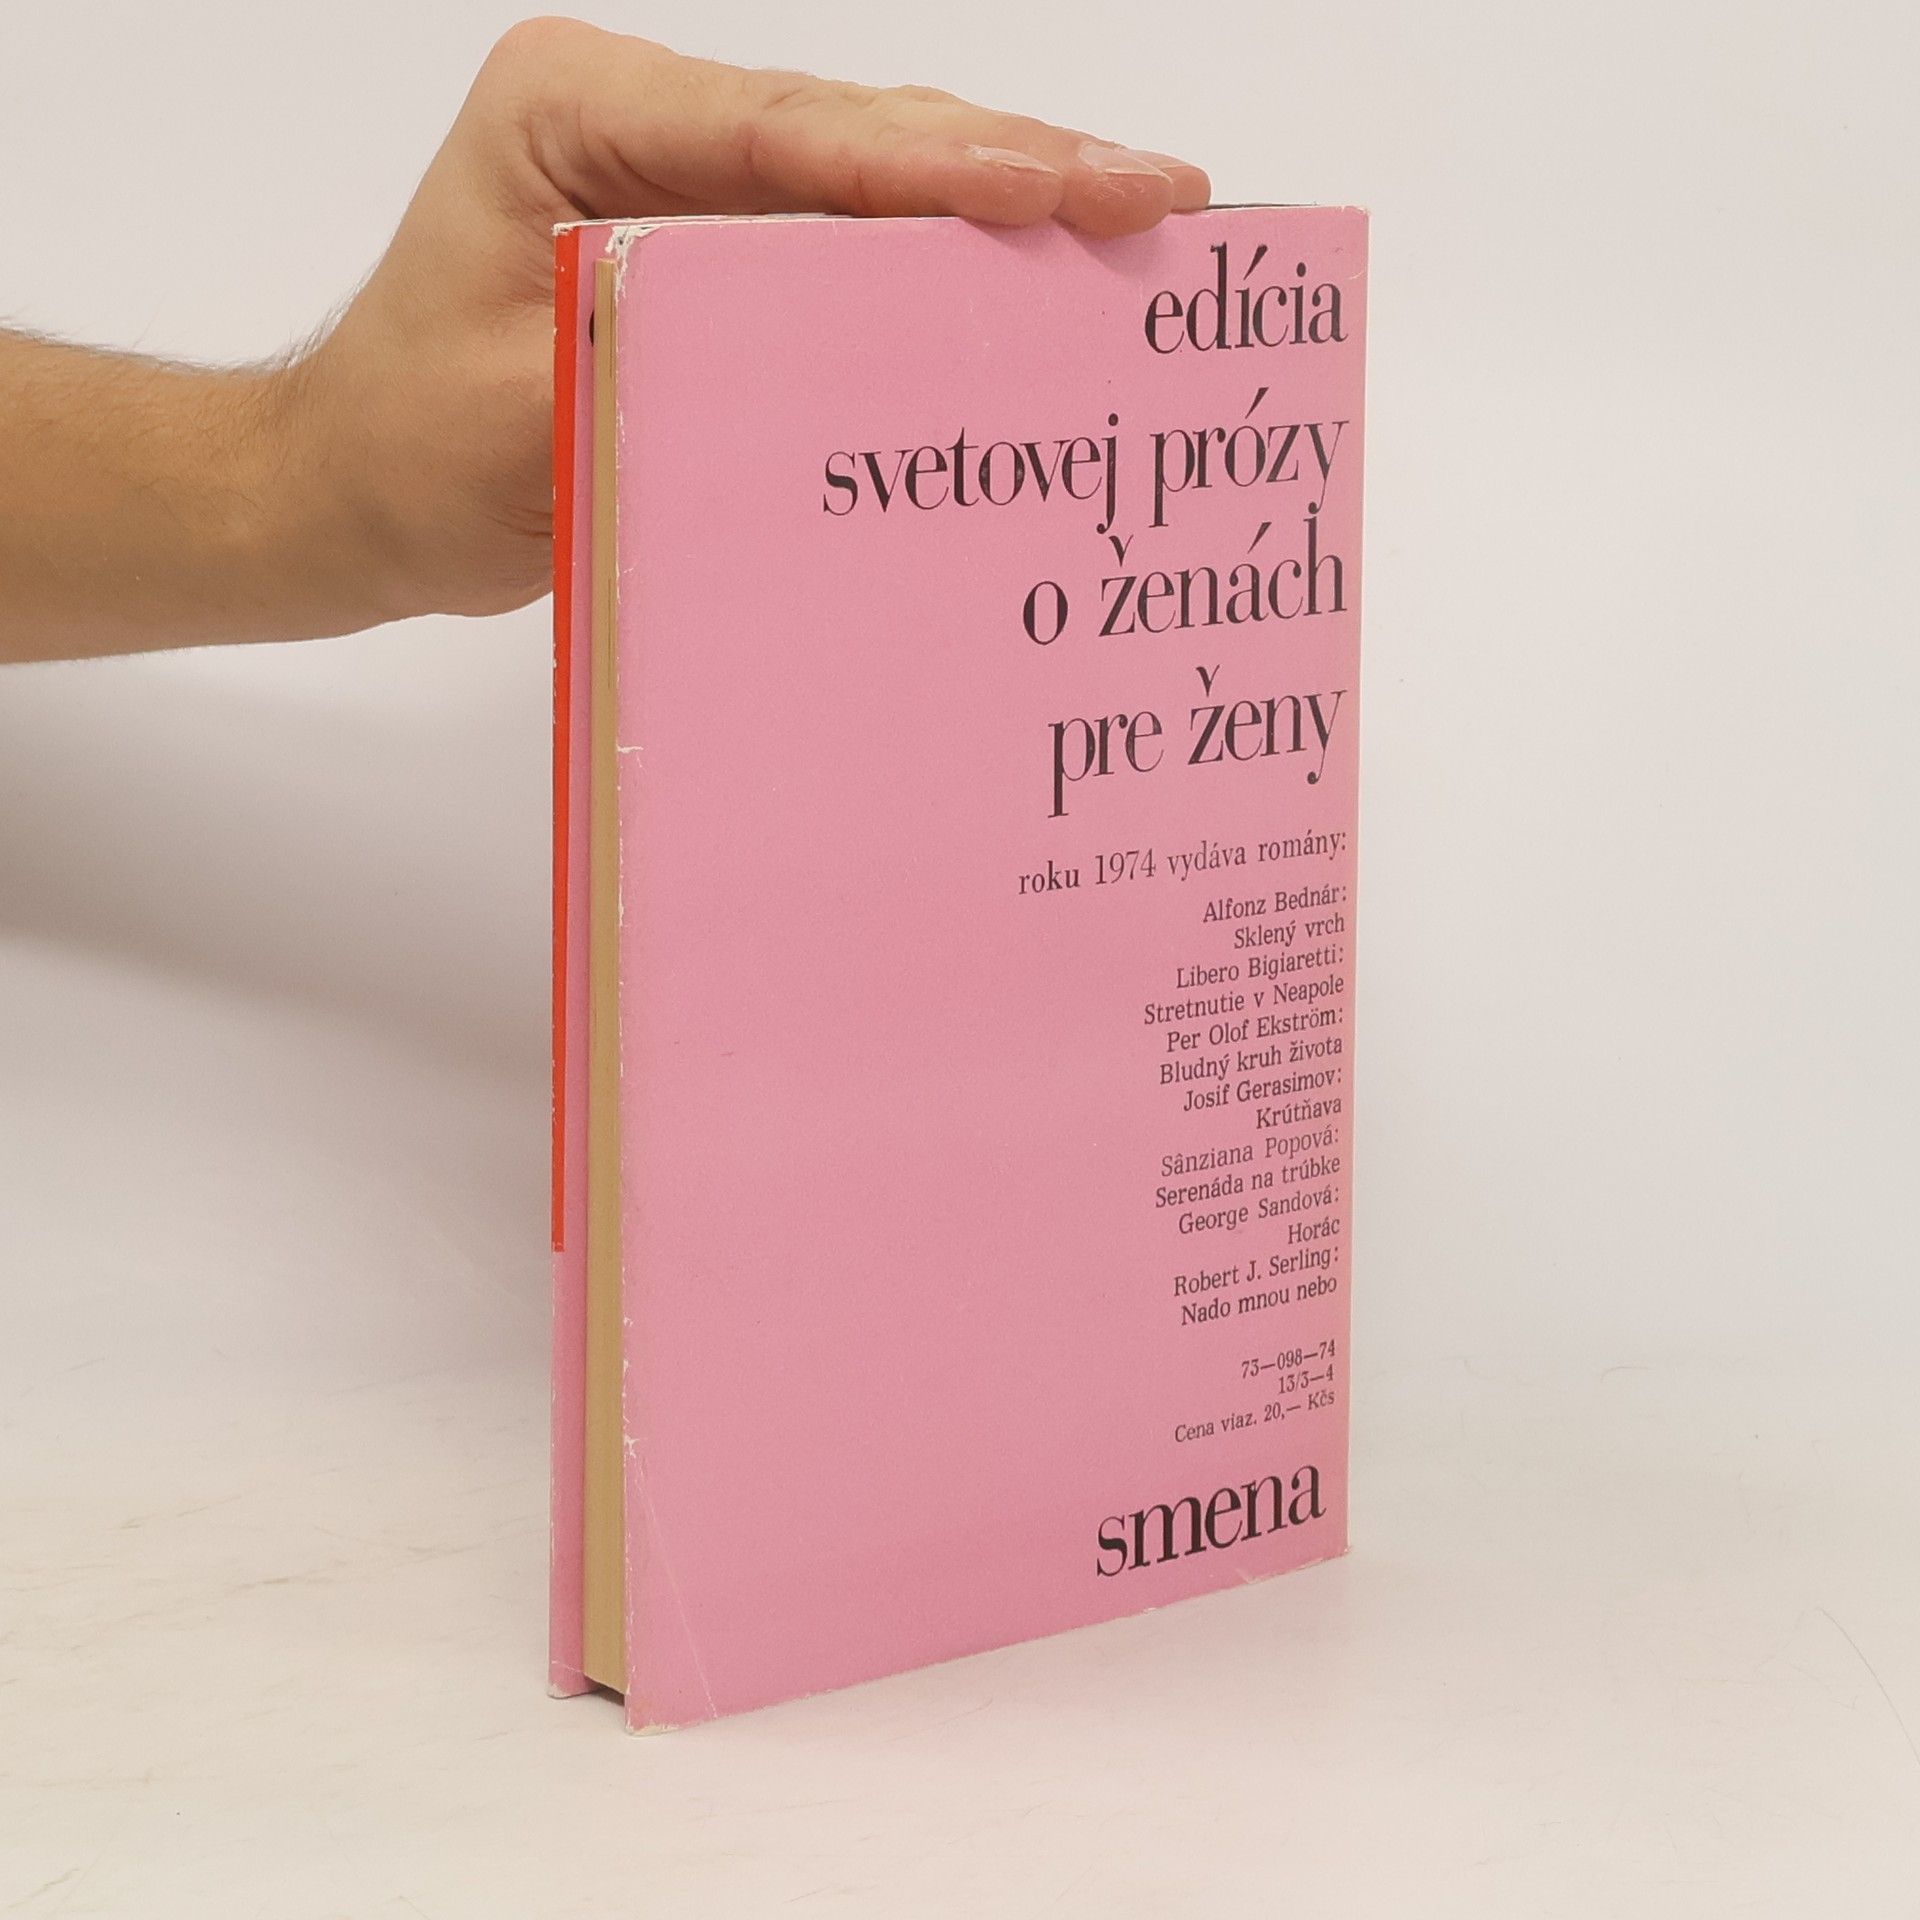 edícia
svetovej prózy
o ženách
pre ženy
roku 1974 vydáva romány:
Alfonz Bednár:
Sklený vrch
Libero Bigiaretti:
Stretnutie v Neapole
Per Olof Ekström:
Bludný kruh života
Josif Gerasimov:
Krútňava
Sânziana Popová:
Serenáda na trúbke
George Sandová:
Horác
Robert J. Serling:
Nado mnou nebo
73—098—74
13/3—4
Cena viaz. 20,— Kčs
smena